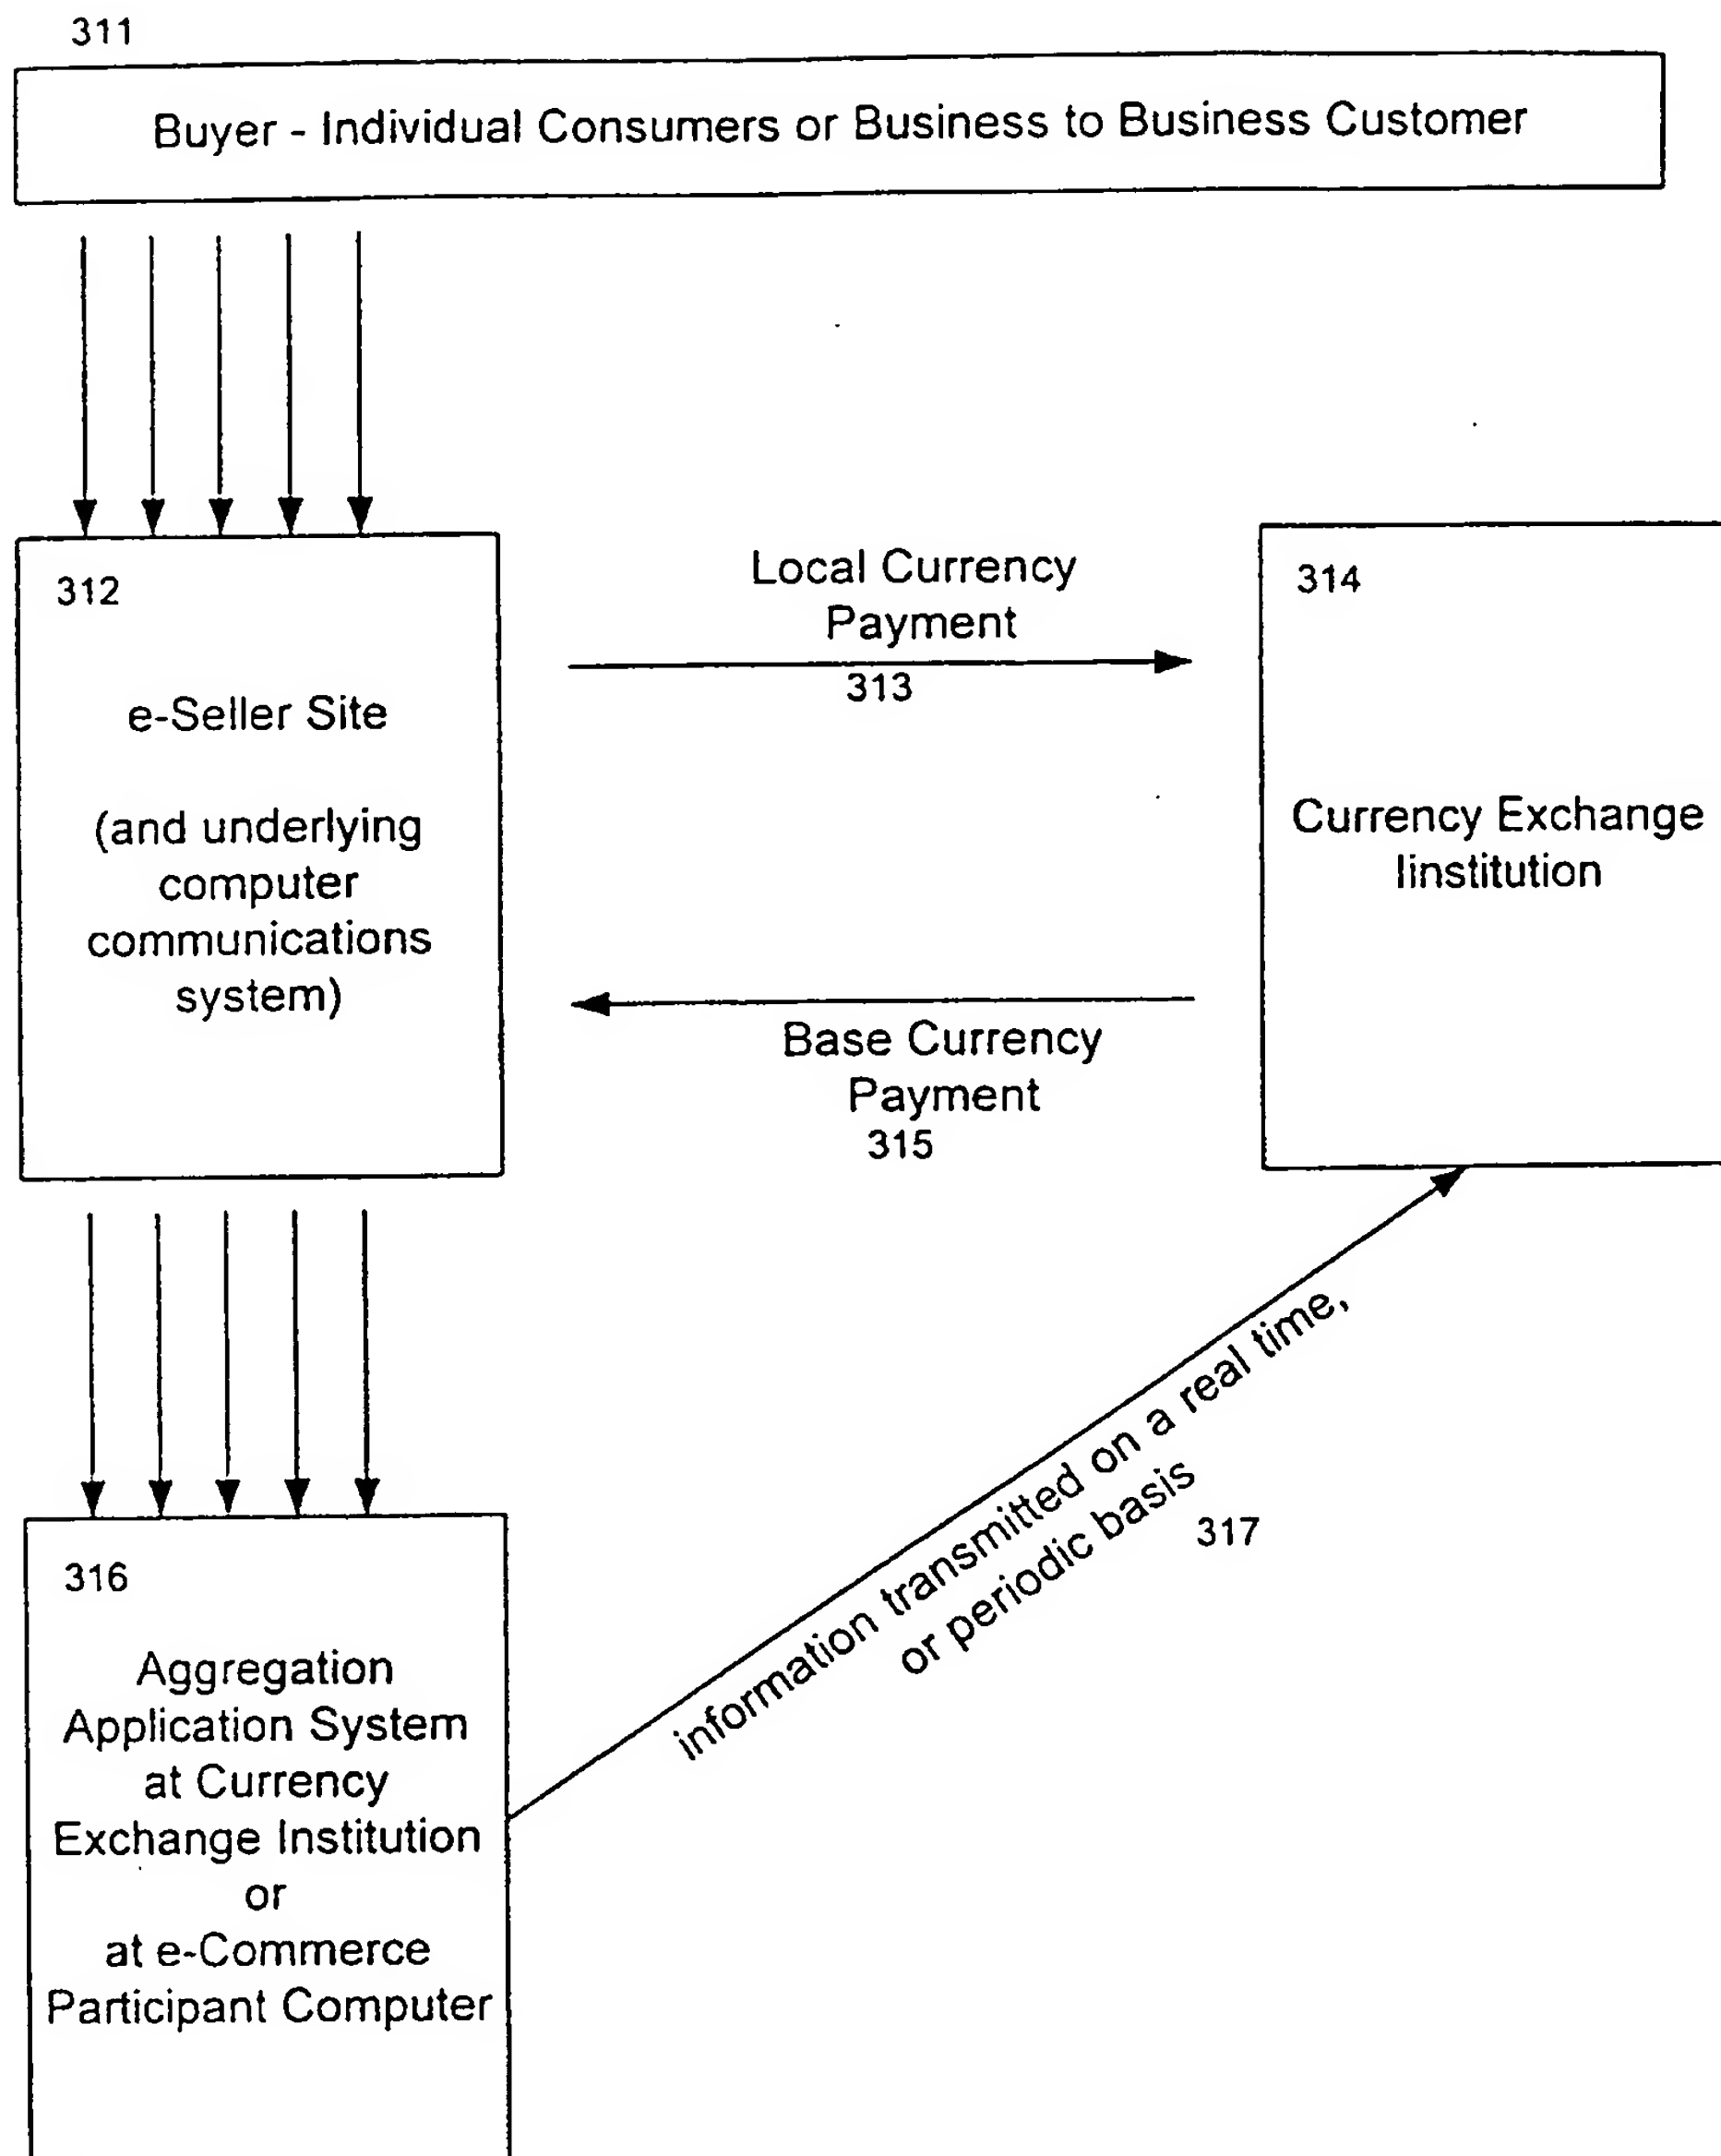 311
Buyer - Individual Consumers or Business to Business Customer
312
e-Seller Site
(and underlying
computer
communications
system)
Local Currency
Payment
313
314
Currency Exchange
Iinstitution
Base Currency
Payment
315
information transmitted on a real time,
or periodic basis
317
316
Aggregation
Application System
at Currency
Exchange Institution
or
at e-Commerce
Participant Computer